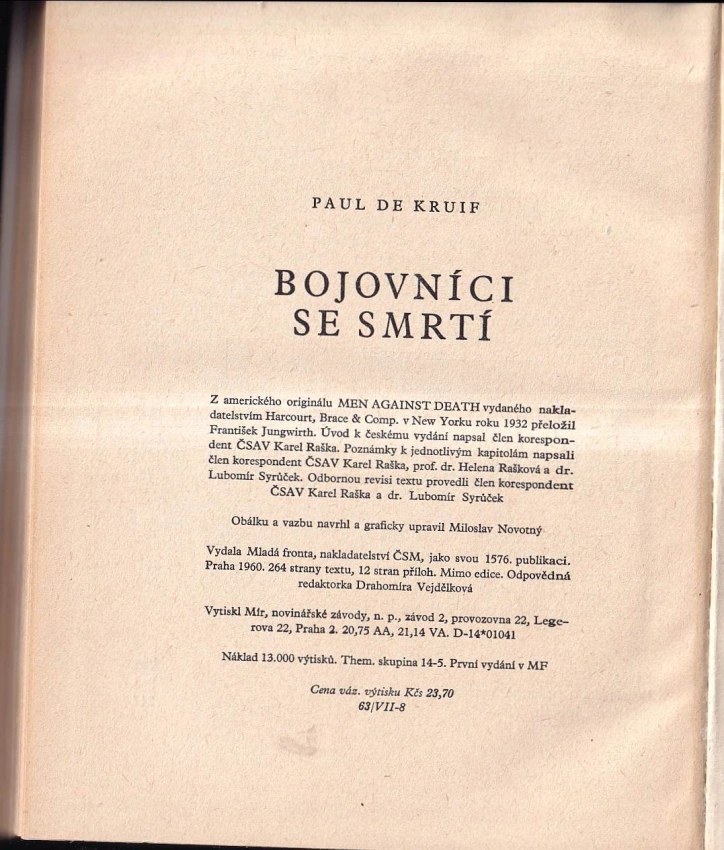 PAUL DE KRUIF
BOJOVNÍCI
SE SMRTÍ
Z amerického originálu MEN AGAINST DEATH vydaného nakla-
datelstvím Harcourt, Brace & Comp. v New Yorku roku 1932 přeložil
František Jungwirth. Úvod k českému vydání napsal člen korespon-
dent ČSAV Karel Raška. Poznámky k jednotlivým kapitolám napsali
člen korespondent ČSAV Karel Raška, prof. dr. Helena Rašková a dr.
Lubomír Syrůček. Odbornou revisi textu provedli člen korespondent
ČSAV Karel Raška a dr. Lubomír Syrůček
Obálku a vazbu navrhl a graficky upravil Miloslav Novotný
Vydala Mladá fronta, nakladatelství ČSM, jako svou 1576. publikaci.
Praha 1960. 264 strany textu, 12 stran příloh. Mimo edice. Odpovědná
redaktorka Drahomíra Vejdělková
Vytiskl Mír, novinářské závody, n. p., závod 2, provozovna 22, Lege-
rova 22, Praha 2. 20,75 AA, 21,14 VA. D-14*01041
Náklad 13.000 výtisků. Them. skupina 14-5. První vydání v MF
Cena váz. výtisku Kčs 23,70
63/VII-8